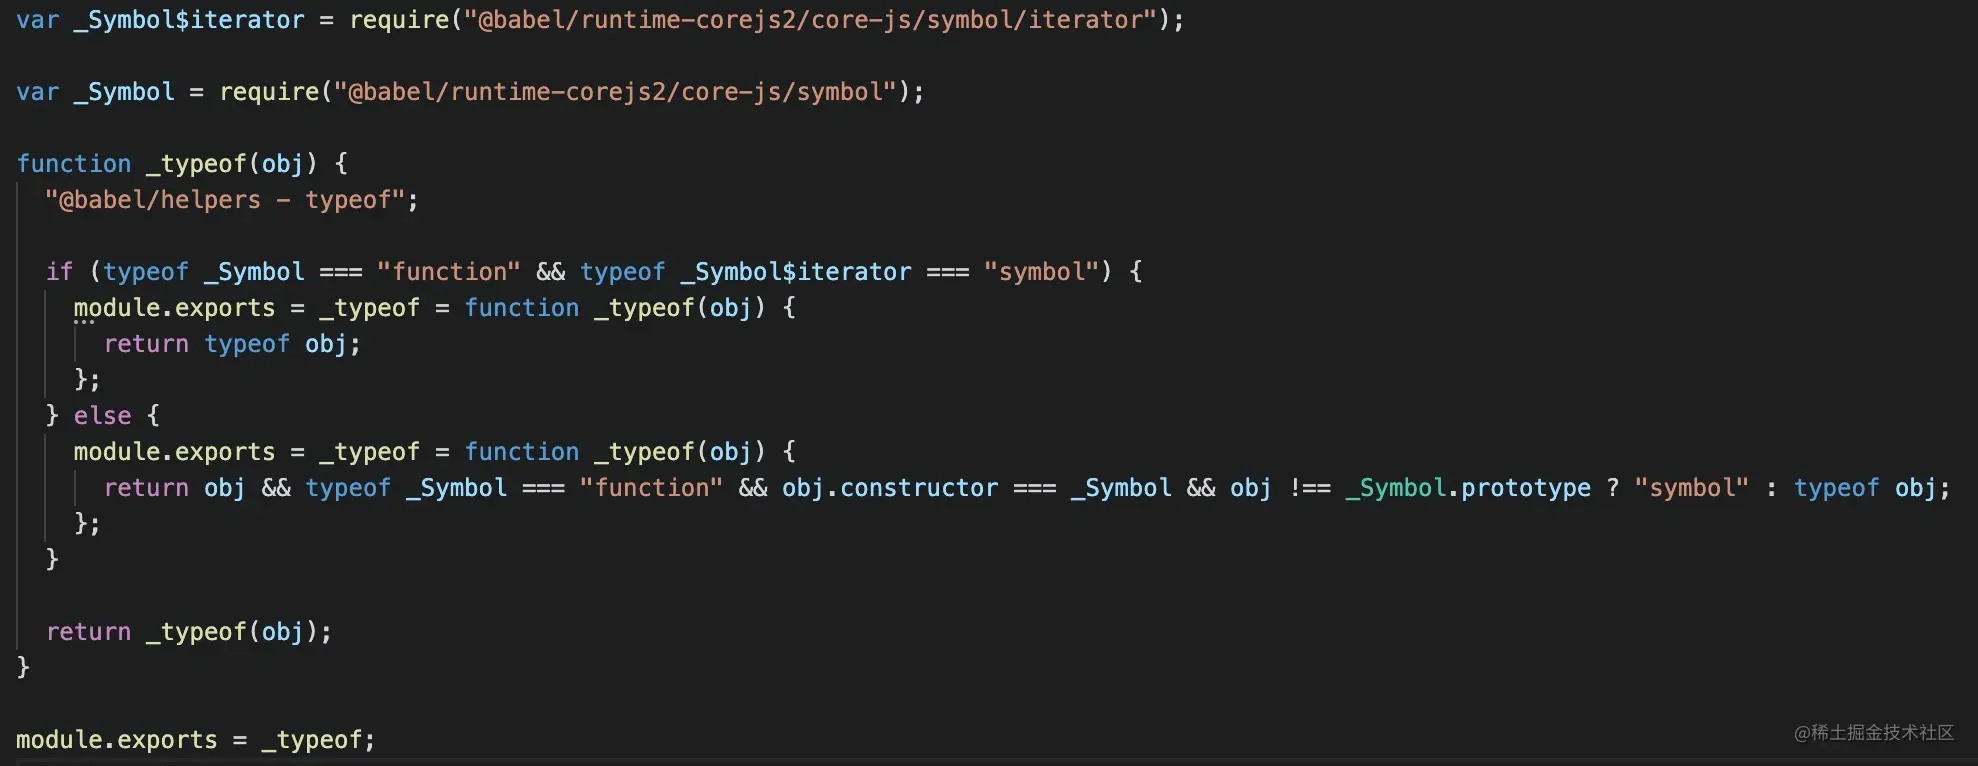 var _Symbol$iterator = require("@babel/runtime-corejs2/core-js/symbol/iterator");
var _Symbol = require("@babel/runtime-corejs2/core-js/symbol");
function _typeof(obj) {
"@babel/helpers - typeof";
if (typeof _Symbol === "function" && typeof _Symbol$iterator === "symbol") {
module.exports = _typeof = function _typeof(obj) {
return typeof obj;
};
} else {
module.exports = _typeof = function _typeof(obj) {
return obj && typeof _Symbol === "function" && obj.constructor === _Symbol && obj !== _Symbol.prototype ? "symbol" : typeof obj;
};
}
return _typeof(obj);
}
module.exports = _typeof;
@稀土掘金技术社区